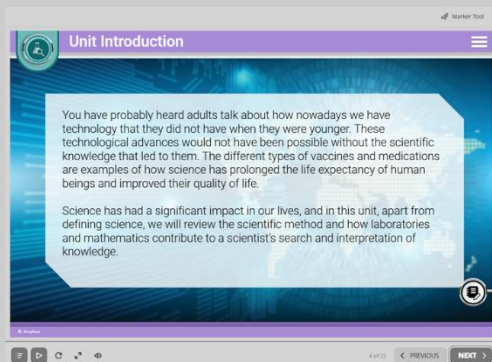 Marker Tool
Unit Introduction
You have probably heard adults talk about how nowadays we have
technology that they did not have when they were younger. These
technological advances would not have been possible without the scientific
knowledge that led to them. The different types of vaccines and medications
are examples of how science has prolonged the life expectancy of human
beings and improved their quality of life.
Science has had a significant impact in our lives, and in this unit, apart from
defining science, we will review the scientific method and how laboratories
and mathematics contribute to a scientist's search and interpretation of
knowledge.
PREVIOUS
NEXT